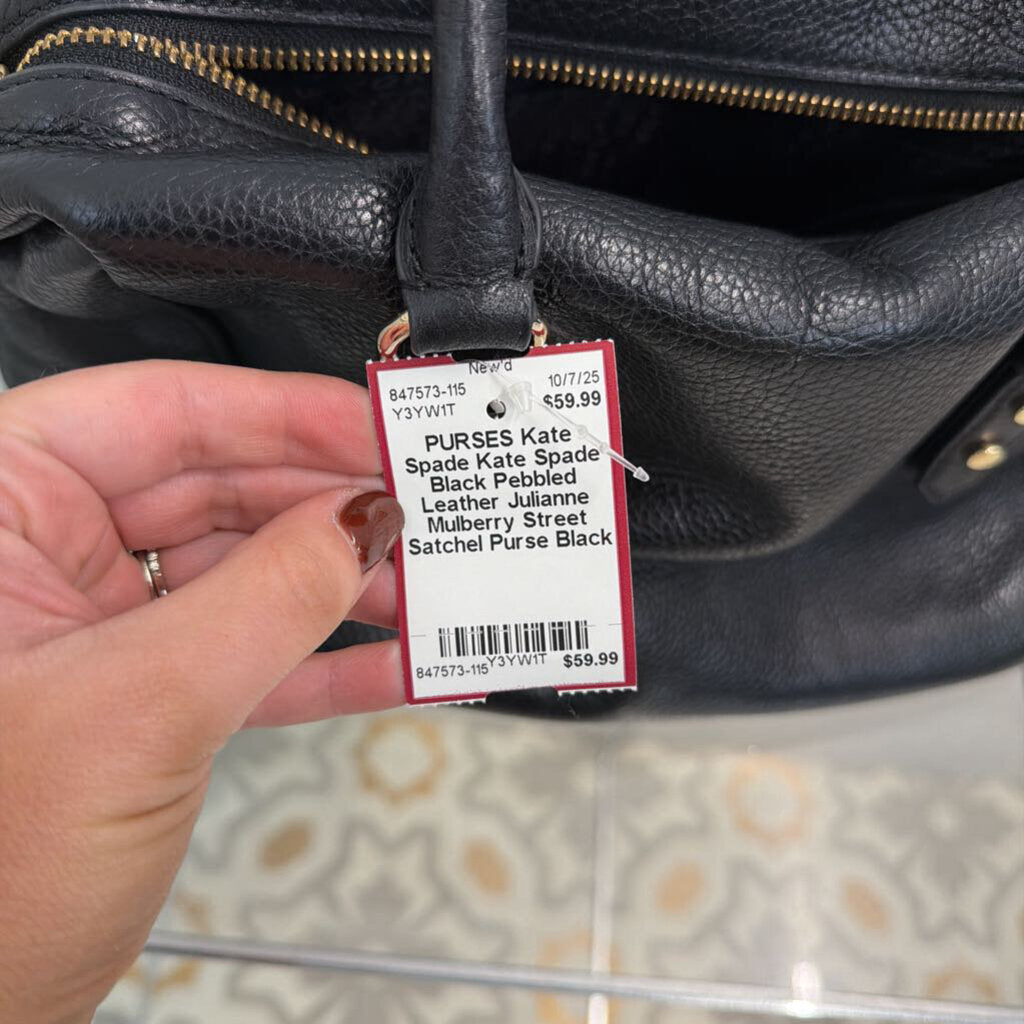 New'd
847573-115 10/7/25
Y3YW1T $59.99
PURSES Kate
Spade Kate Spade
Black Pebbled
Leather Julianne
Mulberry Street
Satchel Purse Black
847573-115 Y3YW1T $59.99